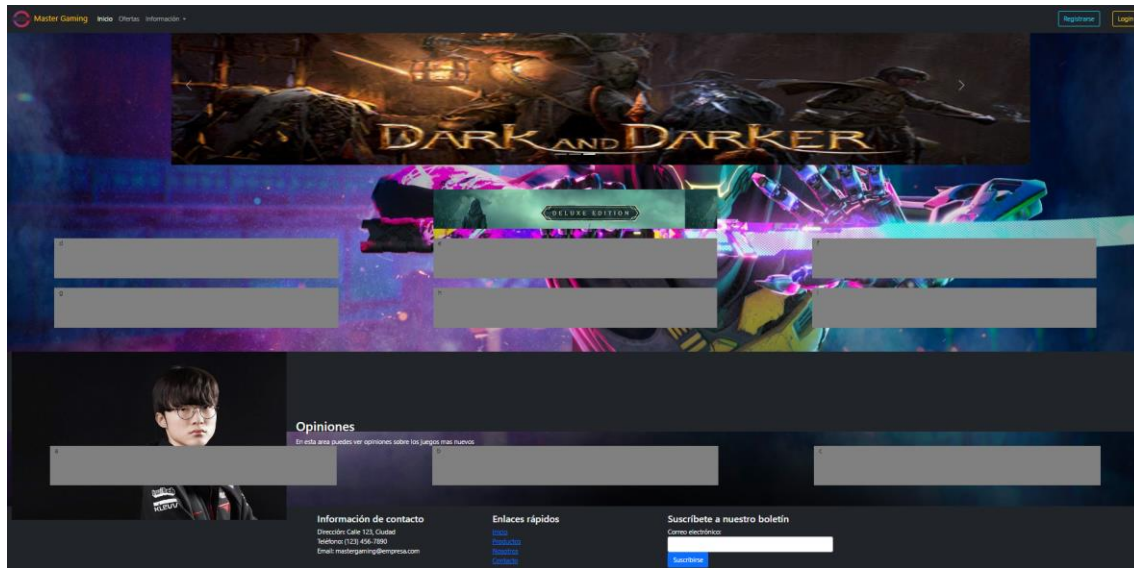 Master Gaming Inicio Ofertas Información Registrarse Login
DARK AND DARKER
DELUXE EDITION
d e f
g h
Opiniones
En esta area puedes ver opiniones sobre los juegos mas nuevos
a b c
KLEVV
Información de contacto
Dirección: Calle 123, Ciudad
Teléfono: (123) 456-7890
Email: mastergaming@empresa.com
Enlaces rápidos
Inicio
Productos
Nosotros
Contacto
Suscríbete a nuestro boletín
Correo electrónico:
Suscribirse